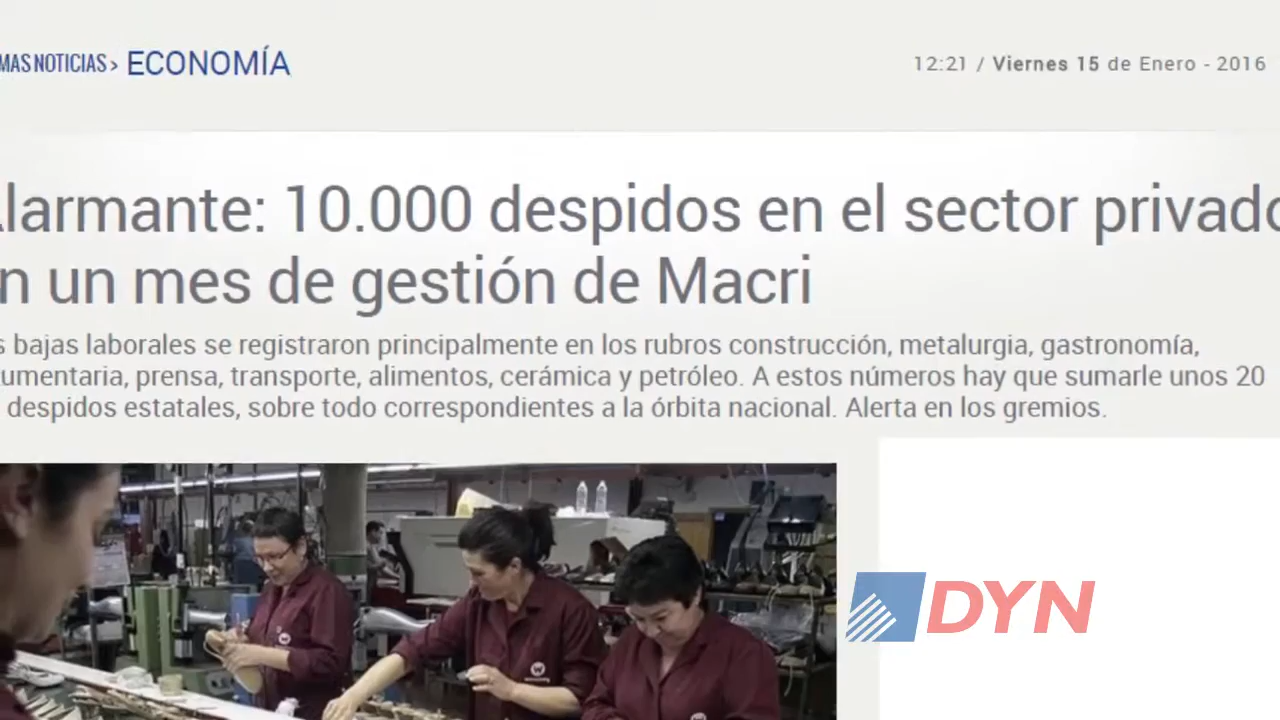 MAS NOTICIAS > ECONOMÍA
12:21 / Viernes 15 de Enero - 2016
larmante: 10.000 despidos en el sector privado
n un mes de gestión de Macri
s bajas laborales se registraron principalmente en los rubros construcción, metalurgia, gastronomía,
umentaria, prensa, transporte, alimentos, cerámica y petróleo. A estos números hay que sumarle unos 20
despidos estatales, sobre todo correspondientes a la órbita nacional. Alerta en los gremios.
DYN